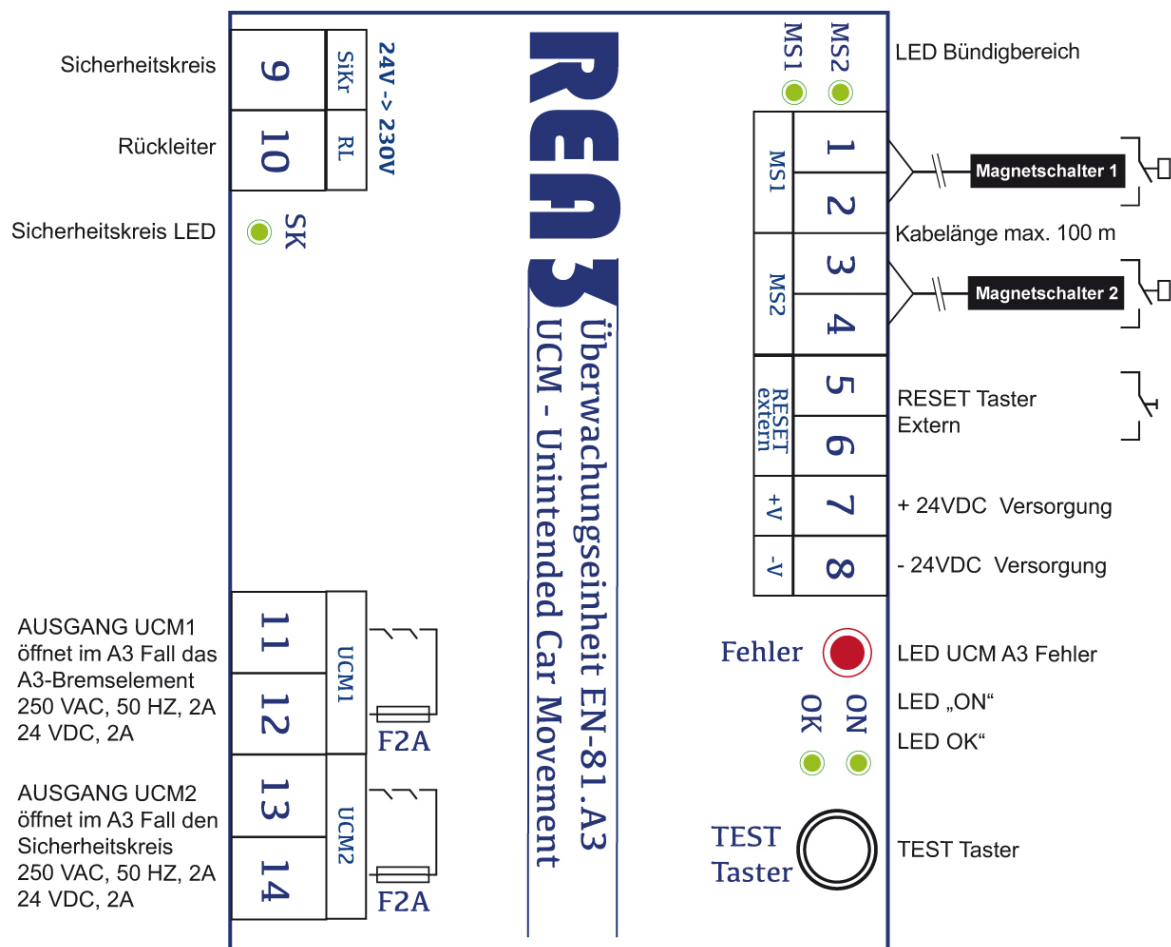 Sicherheitskreis
Rückleiter
Sicherheitskreis LED
9
10
SiKr
RL
24V -> 230V
SK
AUSGANG UCM1
öffnet im A3 Fall das
A3-Bremselement
250 VAC, 50 HZ, 2A
24 VDC, 2A
11
12
UCM1
F2A
AUSGANG UCM2
öffnet im A3 Fall den
Sicherheitskreis
250 VAC, 50 HZ, 2A
24 VDC, 2A
13
14
UCM2
F2A
REA3
Überwachungseinheit EN-81.A3
UCM - Unintended Car Movement
MS1
MS2
LED Bündigbereich
MS1
1
2
Magnetschalter 1
Kabelänge max. 100 m
MS2
3
4
Magnetschalter 2
RESET
extern
5
6
RESET Taster
Extern
+V
7
+ 24VDC Versorgung
-V
8
- 24VDC Versorgung
Fehler
LED UCM A3 Fehler
OK
ON
LED „ON“
LED OK“
TEST
Taster
TEST Taster